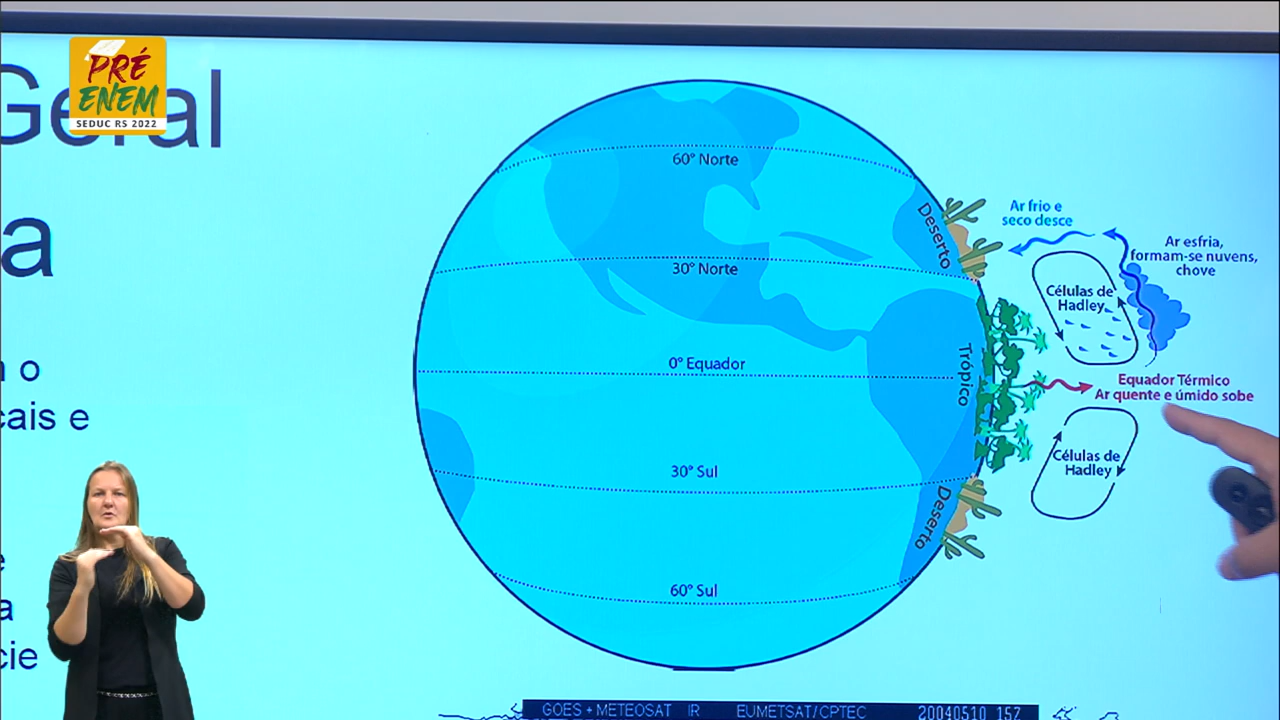 PRÉ
ENEM
SEDUC RS 2022
Geral
a
o
cais e
a
cie
60° Norte
30° Norte
0° Equador
30° Sul
60° Sul
Deserto
Trópico
Deserto
Ar frio e
seco desce
Ar esfria,
formam-se nuvens,
chove
Células de
Hadley
Equador Térmico
Ar quente e úmido sobe
Células de
Hadley
GOES + METEOSAT IR EUMETSAT/CPTEC 20040510 15Z